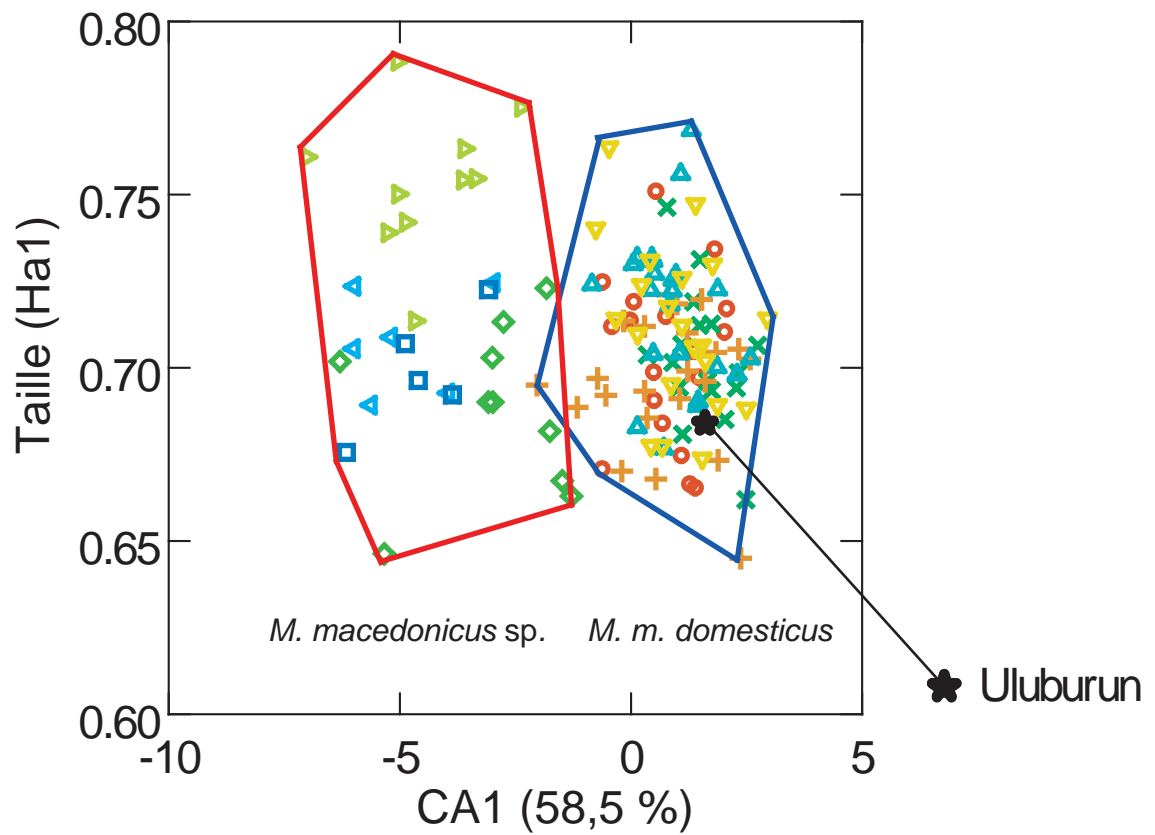 0.80
0.75
0.70
0.65
0.60
Taille (Ha1)
M. macedonicus sp.
M. m. domesticus
Uluburun
-10
-5
0
5
CA1 (58,5 %)